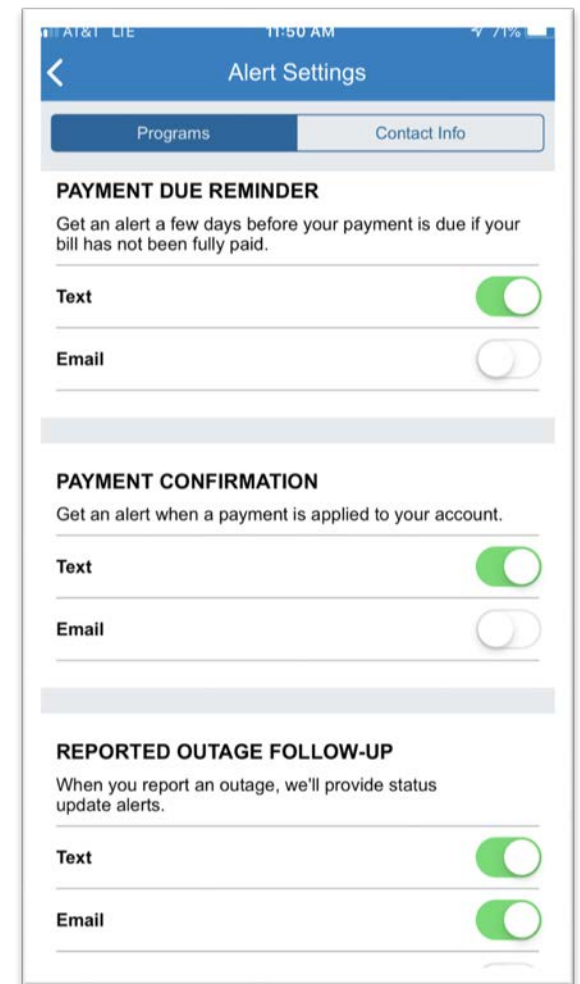 AT&T LTE 11:50 AM 71%
Alert Settings
Programs Contact Info
PAYMENT DUE REMINDER
Get an alert a few days before your payment is due if your
bill has not been fully paid.
Text
Email
PAYMENT CONFIRMATION
Get an alert when a payment is applied to your account.
Text
Email
REPORTED OUTAGE FOLLOW-UP
When you report an outage, we'll provide status
update alerts.
Text
Email